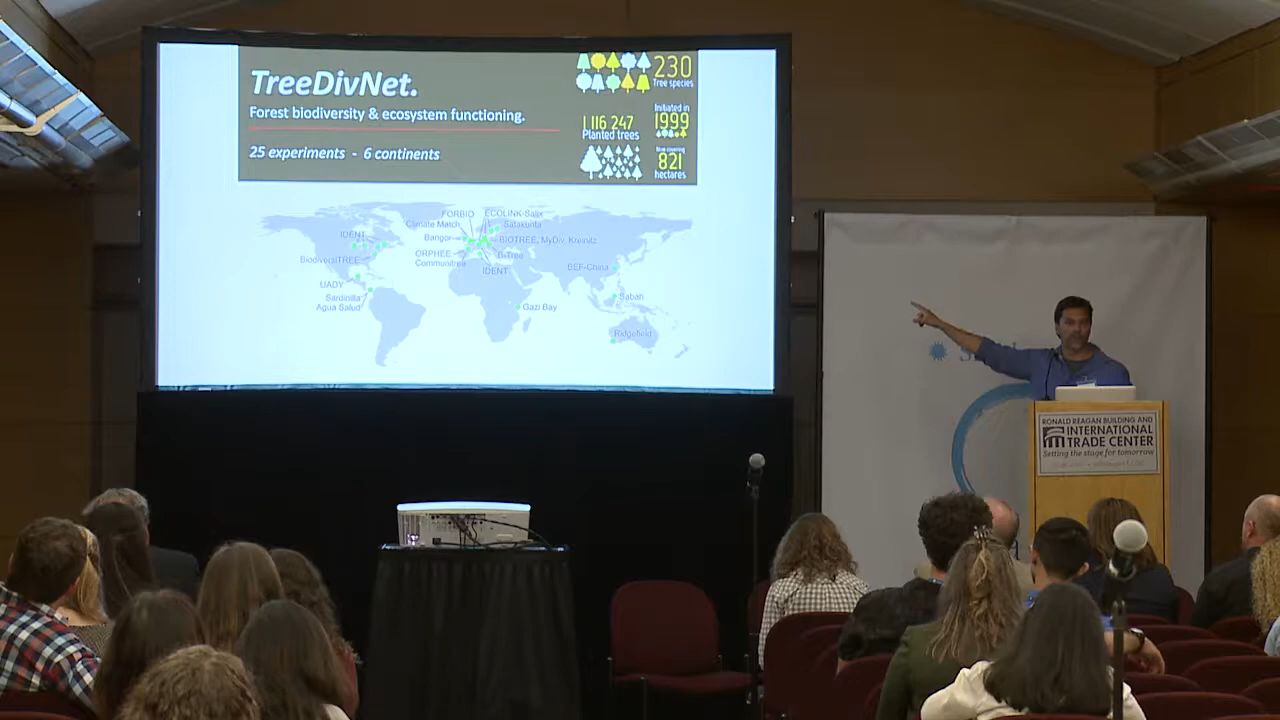 TreeDivNet.
Forest biodiversity & ecosystem functioning.
25 experiments - 6 continents
230
Tree species
1 116 247
Planted trees
Initiated in
1999
Now covering
821
hectares
FORBIO
ECOLINK-Salix
Climate Match
Satakunta
IDENT
Bangor
BIOTREE, MyDiv, Kreinitz
ORPHEE
B-Tree
Communitree
BiodiversiTREE
IDENT
BEF-China
UADY
Sardinilla
Sabah
Agua Salud
Gazi Bay
Ridgefield
RONALD REAGAN BUILDING AND
INTERNATIONAL
TRADE CENTER
Setting the stage for tomorrow